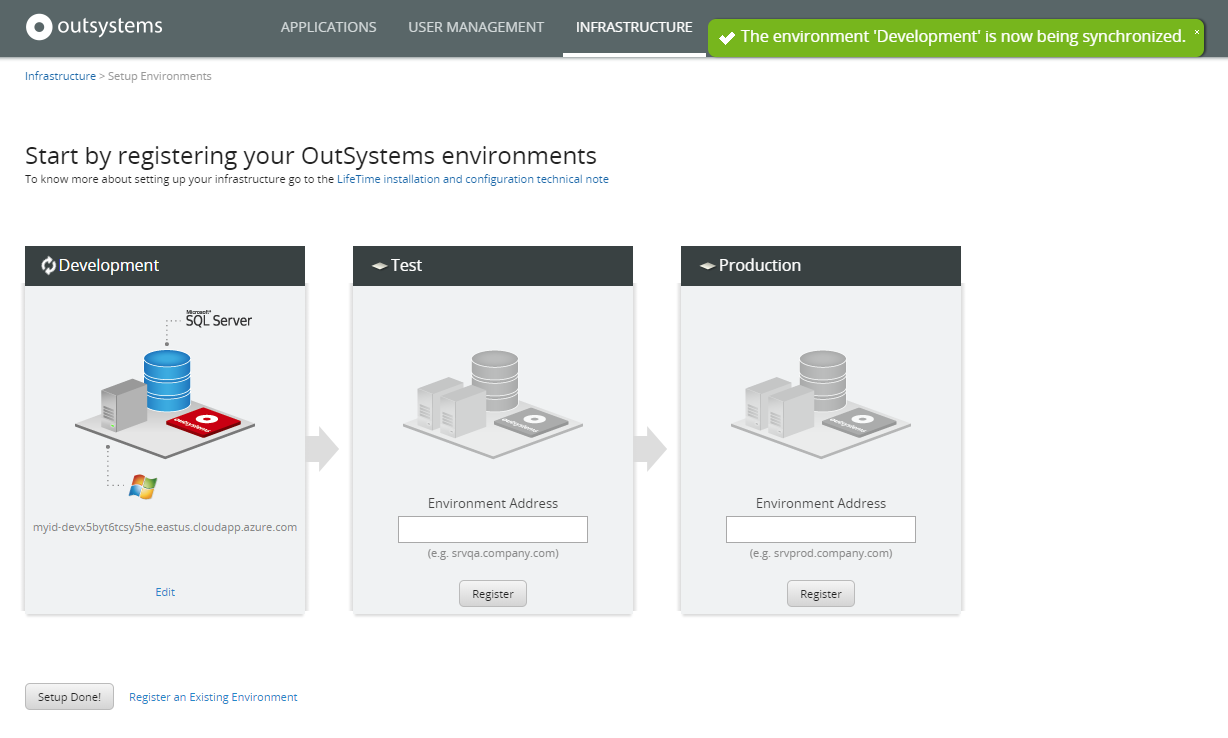 outsystems
APPLICATIONS
USER MANAGEMENT
INFRASTRUCTURE
The environment 'Development' is now being synchronized.
×
Infrastructure > Setup Environments
Start by registering your OutSystems environments
To know more about setting up your infrastructure go to the LifeTime installation and configuration technical note
Development
Microsoft®
SQL Server
outsystems
myid-devx5byt6tcsy5he.eastus.cloudapp.azure.com
Edit
Test
outsystems
Environment Address
(e.g. srvqa.company.com)
Register
Production
outsystems
Environment Address
(e.g. srvprod.company.com)
Register
Setup Done!
Register an Existing Environment